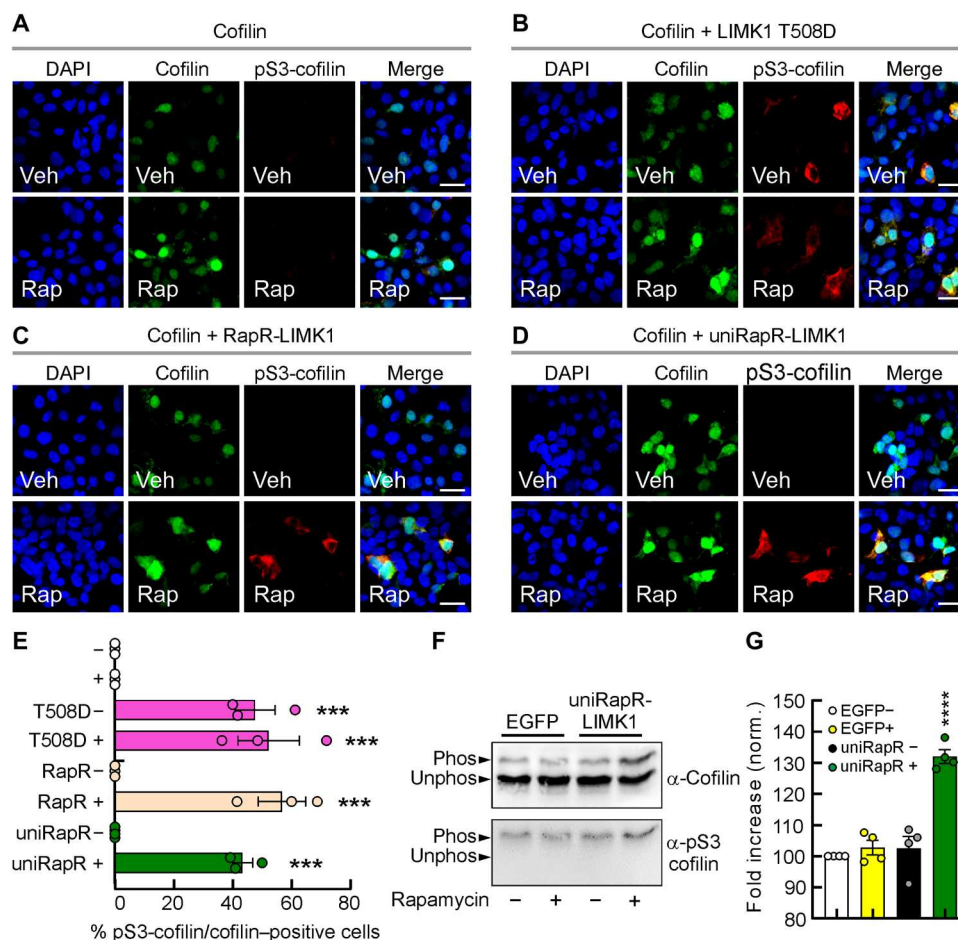 A
Cofilin
DAPI Cofilin pS3-cofilin Merge
Veh Veh Veh Veh
Rap Rap Rap Rap
B
Cofilin + LIMK1 T508D
DAPI Cofilin pS3-cofilin Merge
Veh Veh Veh Veh
Rap Rap Rap Rap
C
Cofilin + RapR-LIMK1
DAPI Cofilin pS3-cofilin Merge
Veh Veh Veh Veh
Rap Rap Rap Rap
D
Cofilin + uniRapR-LIMK1
DAPI Cofilin pS3-cofilin Merge
Veh Veh Veh Veh
Rap Rap Rap Rap
E
−
+
T508D− ***
T508D + ***
RapR−
RapR + ***
uniRapR−
uniRapR + ***
0 20 40 60 80
% pS3-cofilin/cofilin–positive cells
F
uniRapR-
EGFP LIMK1
Phos
Unphos
α-Cofilin
Phos
Unphos
α-pS3
cofilin
Rapamycin − + − +
G
Fold increase (norm.)
150
140
130
120
110
100
90
80
EGFP−
EGFP+
uniRapR −
uniRapR +
*****